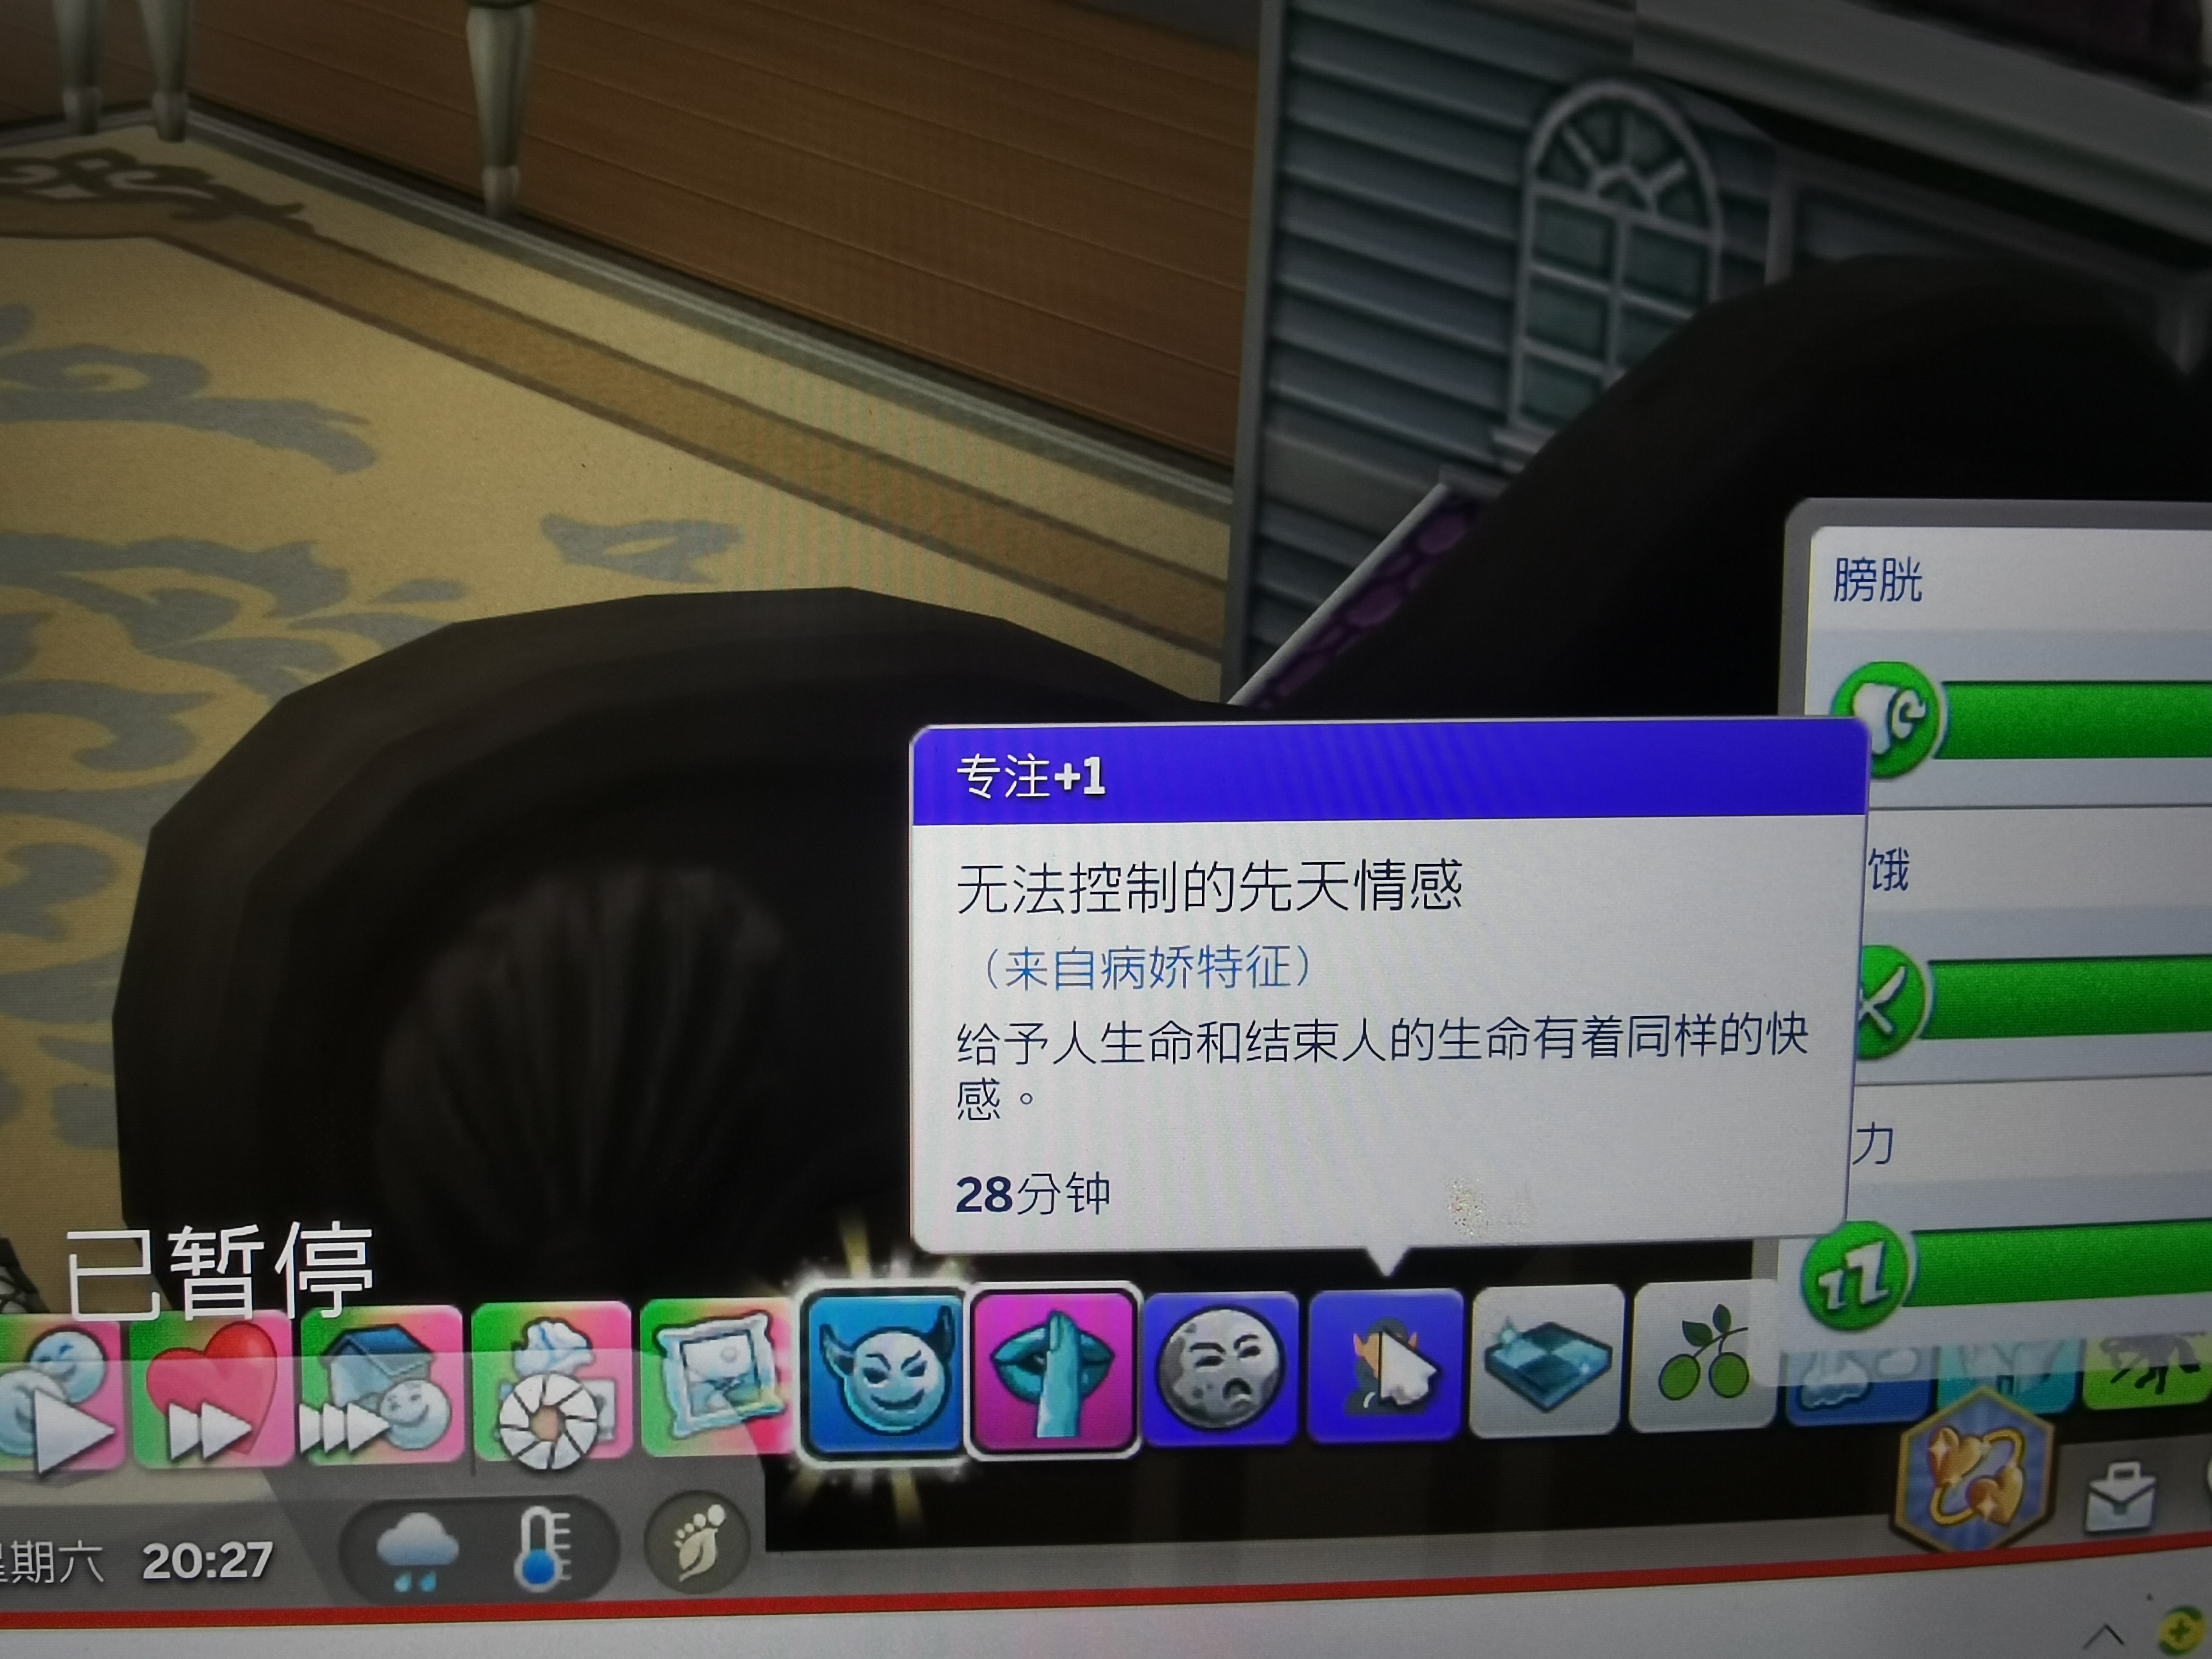 膀胱
专注+1
无法控制的先天情感
（来自病娇特征）
给予人生命和结束人的生命有着同样的快
感。
28分钟
饿
力
已暂停
期六 20:27